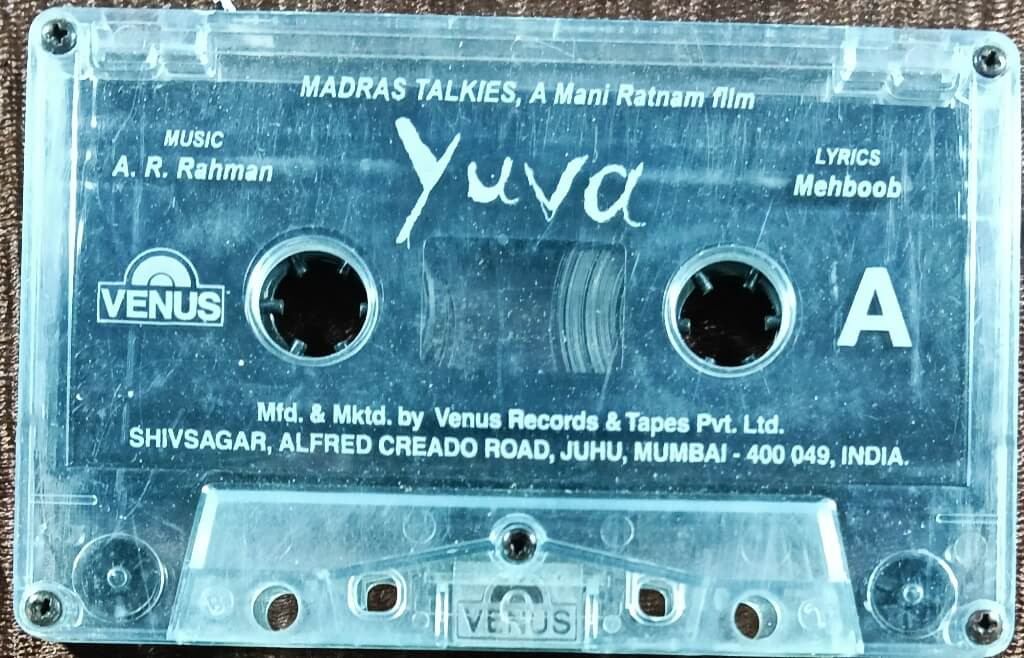 MADRAS TALKIES, A Mani Ratnam film
Yuva
MUSIC
A. R. Rahman
LYRICS
Mehboob
VENUS
A
Mfd. & Mktd. by Venus Records & Tapes Pvt. Ltd.
SHIVSAGAR, ALFRED CREADO ROAD, JUHU, MUMBAI - 400 049, INDIA.
VENUS